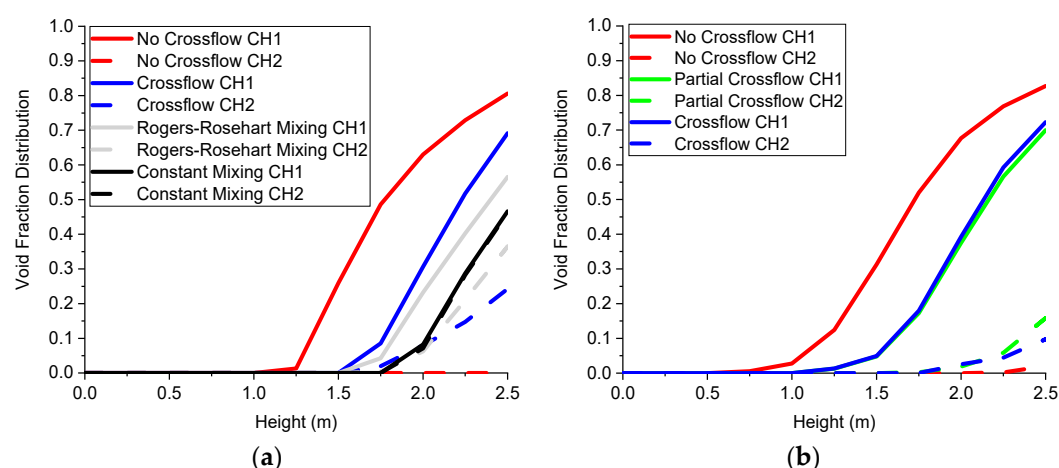 1.0
0.9
0.8
0.7
0.6
0.5
0.4
0.3
0.2
0.1
0.0
Void Fraction Distribution
No Crossflow CH1
No Crossflow CH2
Crossflow CH1
Crossflow CH2
Rogers-Rosehart Mixing CH1
Rogers-Rosehart Mixing CH2
Constant Mixing CH1
Constant Mixing CH2
0.0 0.5 1.0 1.5 2.0 2.5
Height (m)
(a)
1.0
0.9
0.8
0.7
0.6
0.5
0.4
0.3
0.2
0.1
0.0
Void Fraction Distribution
No Crossflow CH1
No Crossflow CH2
Partial Crossflow CH1
Partial Crossflow CH2
Crossflow CH1
Crossflow CH2
0.0 0.5 1.0 1.5 2.0 2.5
Height (m)
(b)